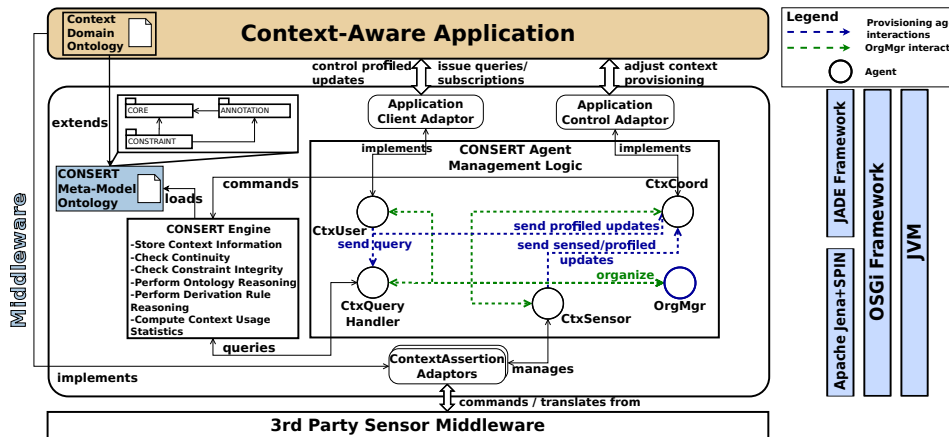 Context
Domain
Ontology
Context-Aware Application
Legend
Provisioning ag
interactions
OrgMgr interact
Agent
control profiled
updates
issue queries/
subscriptions
adjust context
provisioning
Application
Client Adaptor
Application
Control Adaptor
CORE
ANNOTATION
CONSTRAINT
extends
implements
implements
CONSERT Agent
Management Logic
CONSERT
Meta-Model
Ontology
loads
commands
CtxCoord
CtxUser
send profiled updates
send query
send sensed/profiled
updates
organize
CONSERT Engine
-Store Context Information
-Check Continuity
-Check Constraint Integrity
-Perform Ontology Reasoning
-Perform Derivation Rule
Reasoning
-Compute Context Usage
Statistics
CtxQuery
Handler
CtxSensor
OrgMgr
queries
ContextAssertion
Adaptors
manages
implements
commands / translates from
3rd Party Sensor Middleware
Middleware
JADE Framework
Apache Jena+SPIN
OSGi Framework
JVM